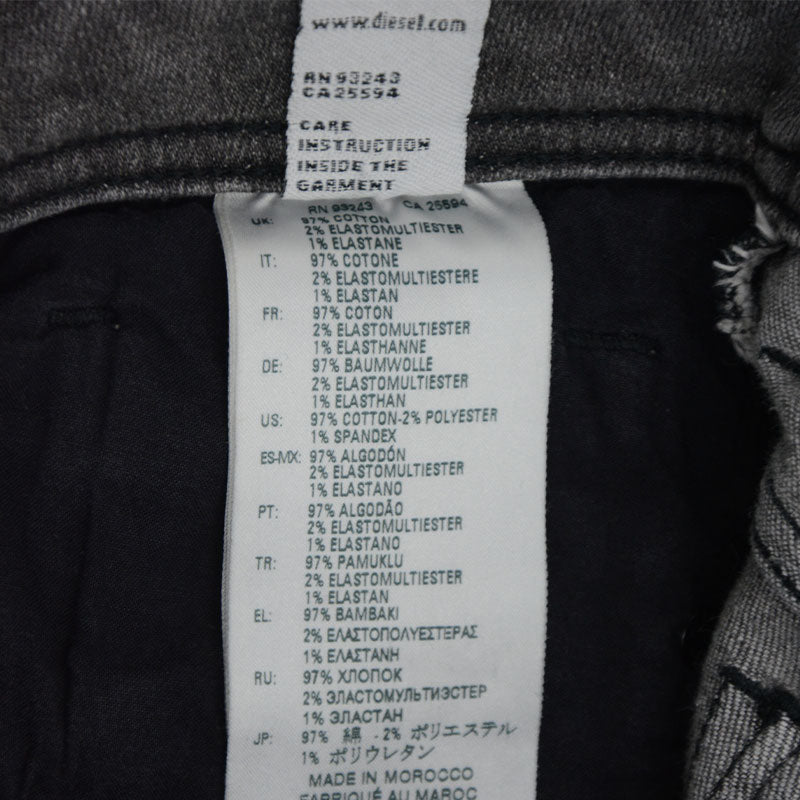 www.diesel.com
RN 93243
CA 25594
CARE
INSTRUCTION
INSIDE THE
GARMENT
RN 93243 CA 25594
UK: 97% COTTON
2% ELASTOMULTIESTER
1% ELASTANE
IT: 97% COTONE
2% ELASTOMULTIESTERE
1% ELASTAN
FR: 97% COTON
2% ELASTOMULTIESTER
1% ELASTHANNE
DE: 97% BAUMWOLLE
2% ELASTOMULTIESTER
1% ELASTHAN
US: 97% COTTON-2% POLYESTER
1% SPANDEX
ES-MX: 97% ALGODÓN
2% ELASTOMULTIESTER
1% ELASTANO
PT: 97% ALGODÃO
2% ELASTOMULTIESTER
1% ELASTANO
TR: 97% PAMUKLU
2% ELASTOMULTIESTER
1% ELASTAN
EL: 97% BAMBAKI
2% ΕΛΑΣΤΟΠΟΛΥΕΣΤΕΡΑΣ
1% ΕΛΑΣΤΑΝΗ
RU: 97% ХЛОПОК
2% ЭЛАСТОМУЛЬТИЭСТЕР
1% ЭЛАСТАН
JP: 97% 綿 - 2% ポリエステル
1% ポリウレタン
MADE IN MOROCCO
FABRIQUÉ AU MAROC